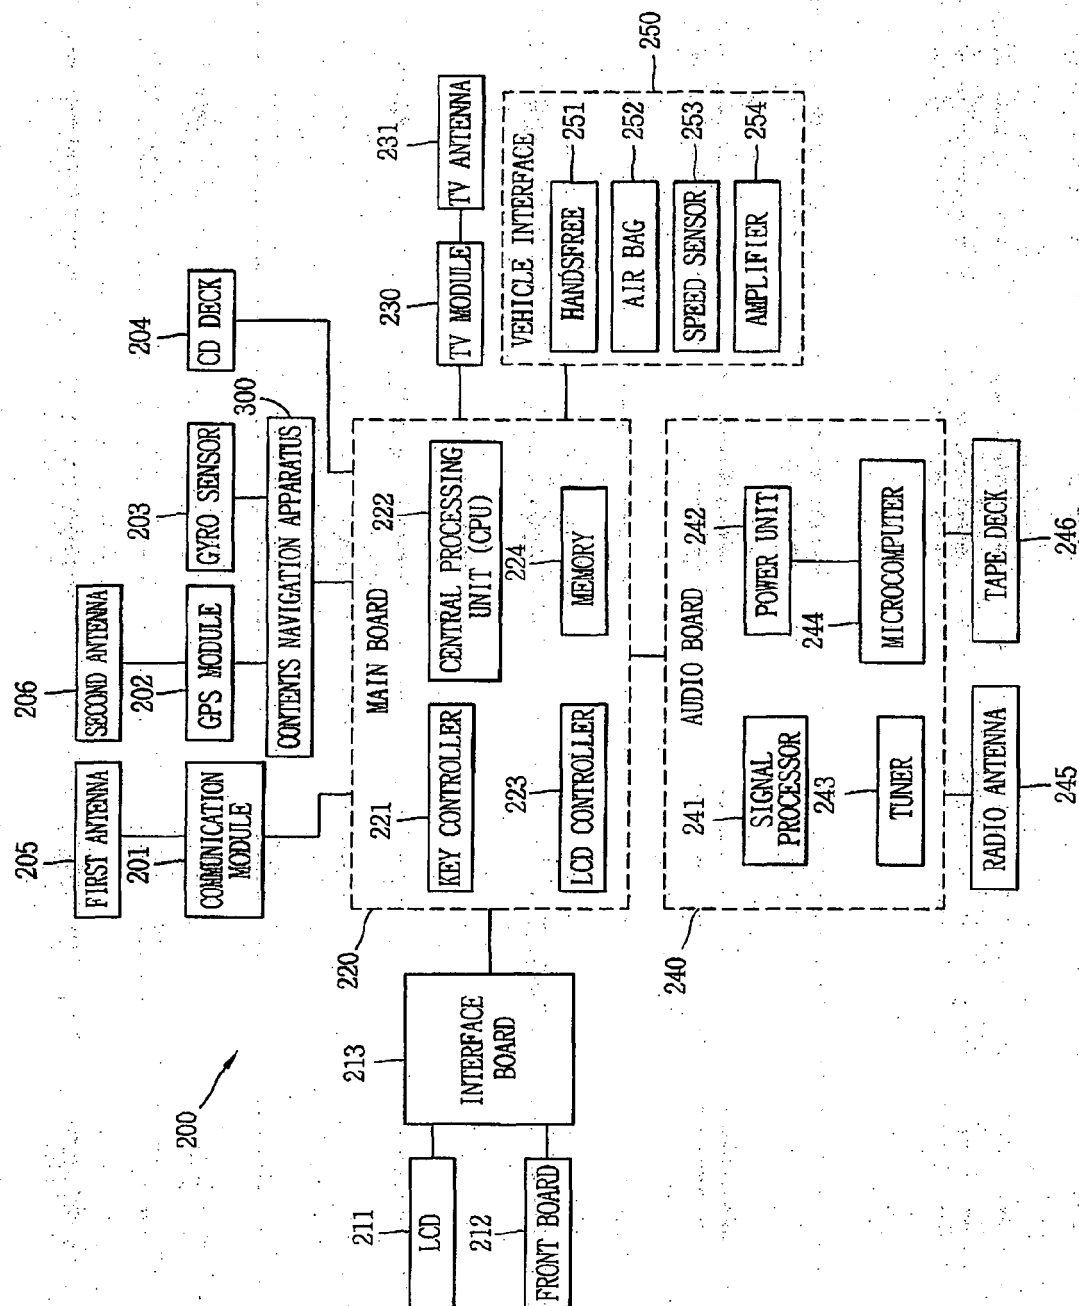 200
205
FIRST ANTENNA
201
COMMUNICATION
MODULE
206
SECOND ANTENNA
202
GPS MODULE
203
GYRO SENSOR
204
CD DECK
300
CONTENTS NAVIGATION APPARATUS
211
LCD
212
FRONT BOARD
213
INTERFACE
BOARD
220
MAIN BOARD
221
KEY CONTROLLER
222
CENTRAL PROCESSING
UNIT (CPU)
223
LCD CONTROLLER
224
MEMORY
230
TV MODULE
231
TV ANTENNA
250
VEHICLE INTERFACE
HANDSFREE
251
AIR BAG
252
SPEED SENSOR
253
AMPLIFIER
254
240
AUDIO BOARD
241
SIGNAL
PROCESSOR
242
POWER UNIT
243
TUNER
244
MICROCOMPUTER
RADIO ANTENNA
245
TAPE DECK
246